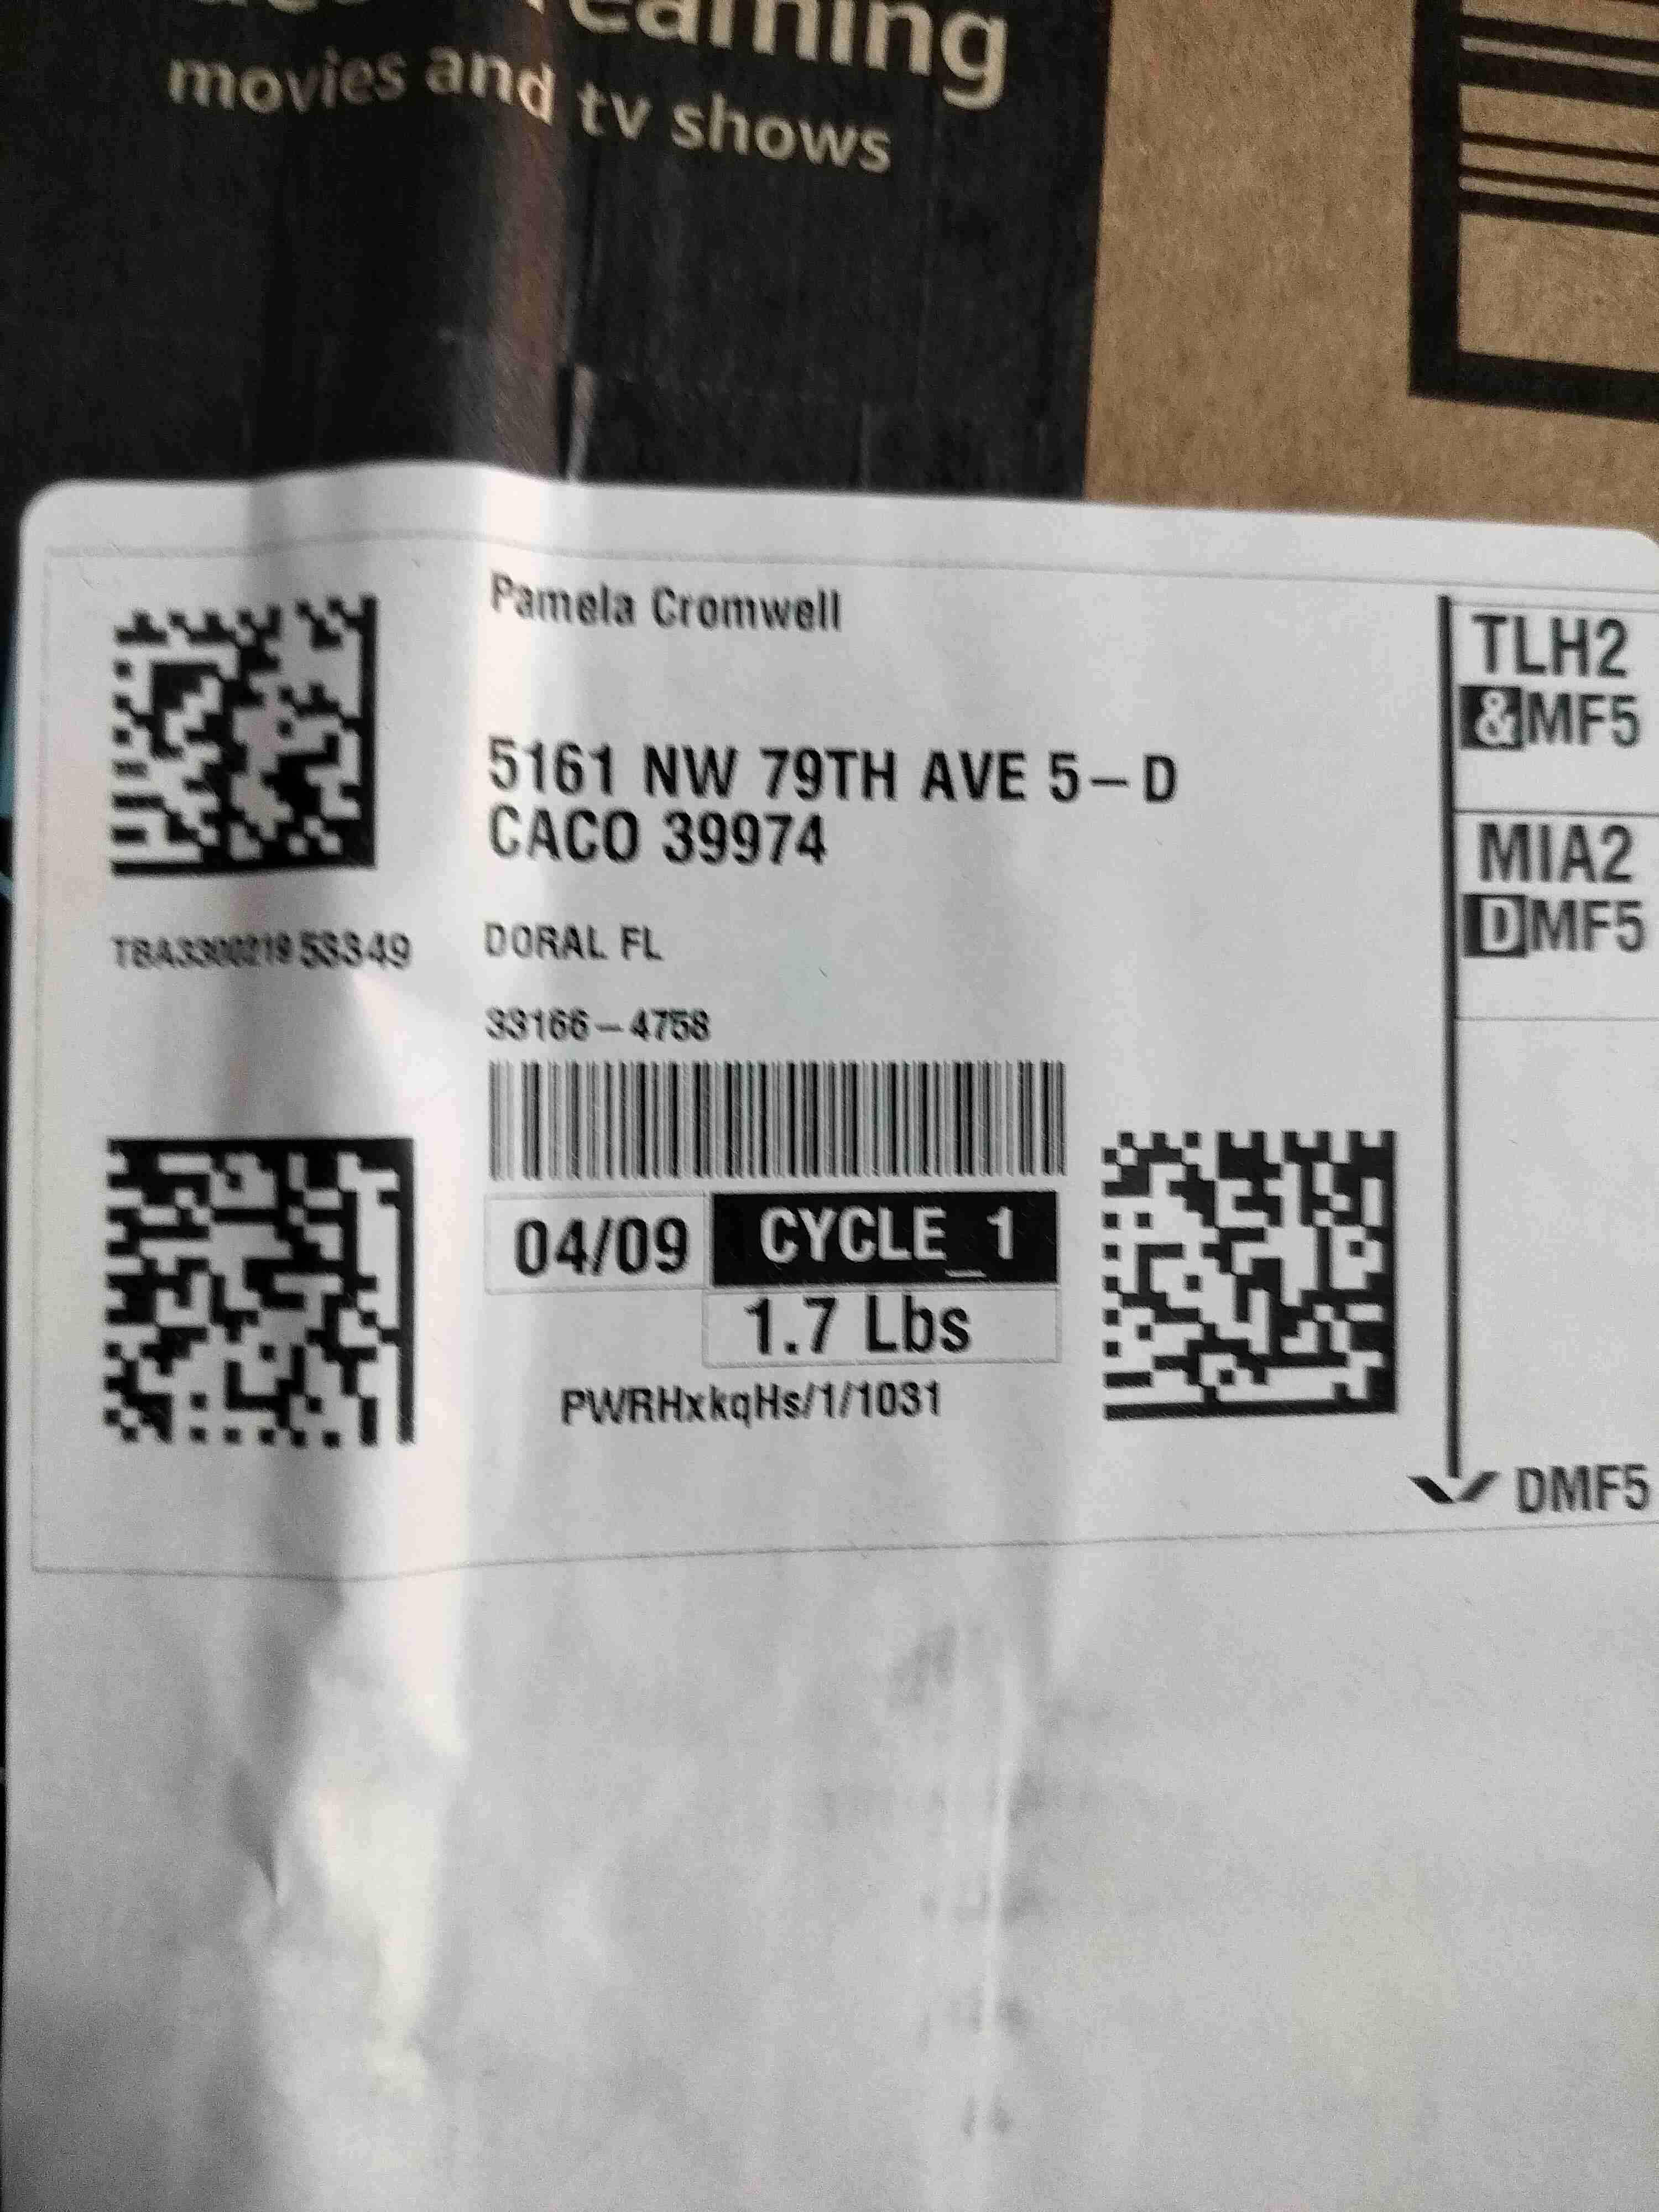 movies and tv shows
Pamela Cromwell
5161 NW 79TH AVE 5-D
CACO 39974
TBA330021953349
DORAL FL
33166-4758
04/09 CYCLE_1
1.7 Lbs
PWRHxkqHs/1/1031
TLH2
&MF5
MIA2
DMF5
DMF5